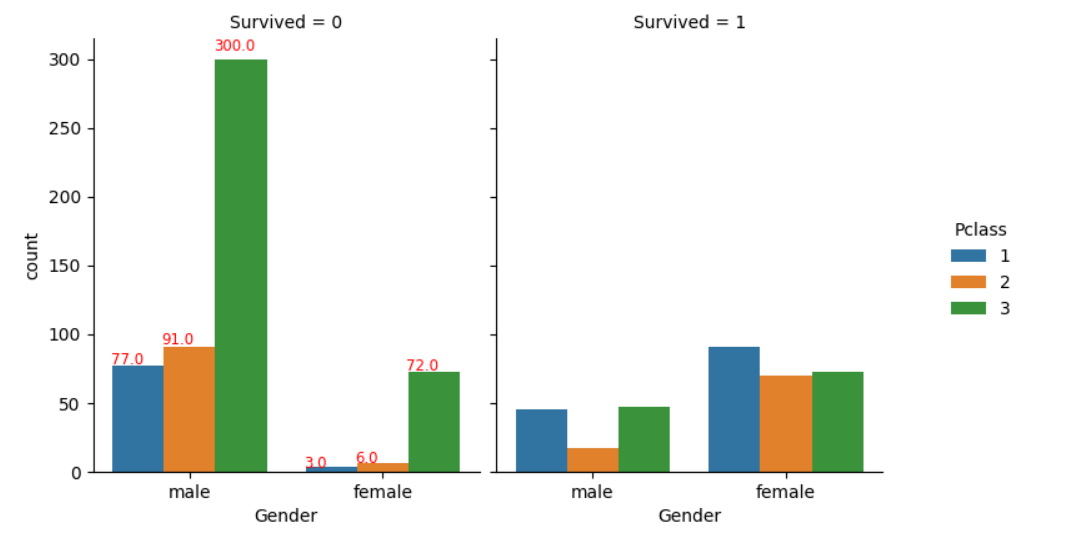 Survived = 0
Survived = 1
300.0
300
250
200
150
100
50
0
count
77.0
91.0
3.0
6.0
72.0
male
female
Gender
male
female
Gender
Pclass
1
2
3